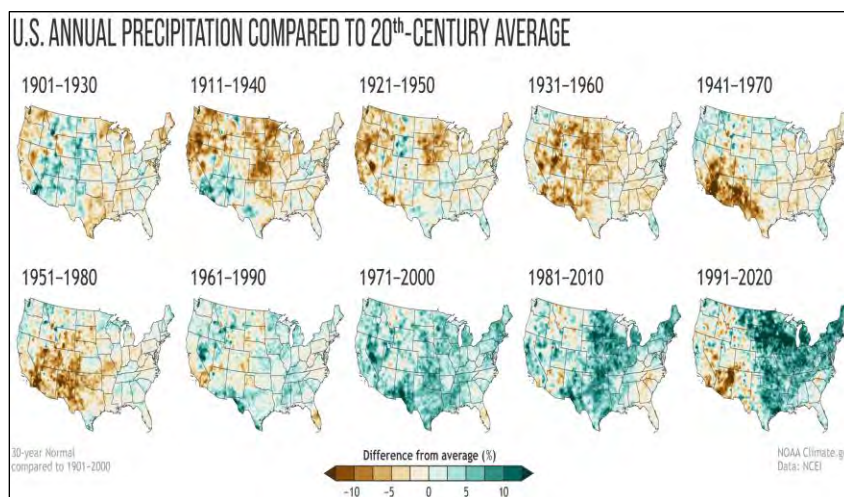 U.S. ANNUAL PRECIPITATION COMPARED TO 20th-CENTURY AVERAGE
1901–1930
1911–1940
1921–1950
1931–1960
1941–1970
1951–1980
1961–1990
1971–2000
1981–2010
1991–2020
30-year Normal
compared to 1901–2000
Difference from average (%)
-10 -5 0 5 10
NOAA Climate.g
Data: NCEI